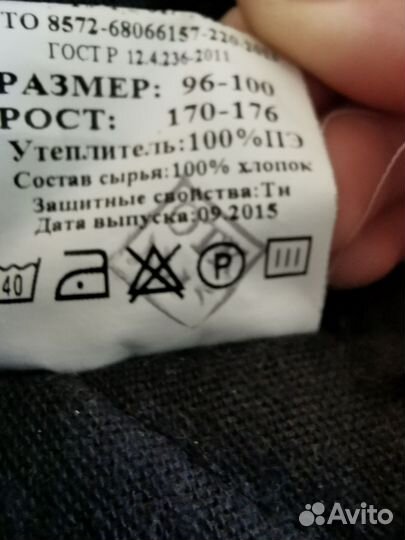 ТО 8572-68066157-220-
ГОСТ Р 12.4.236-2011
РАЗМЕР: 96-100
РОСТ: 170-176
Утеплитель:100%ПЭ
Состав сырья:100% хлопок
Защитные свойства:Тн
Дата выпуска:09.2015
40
P
Avito